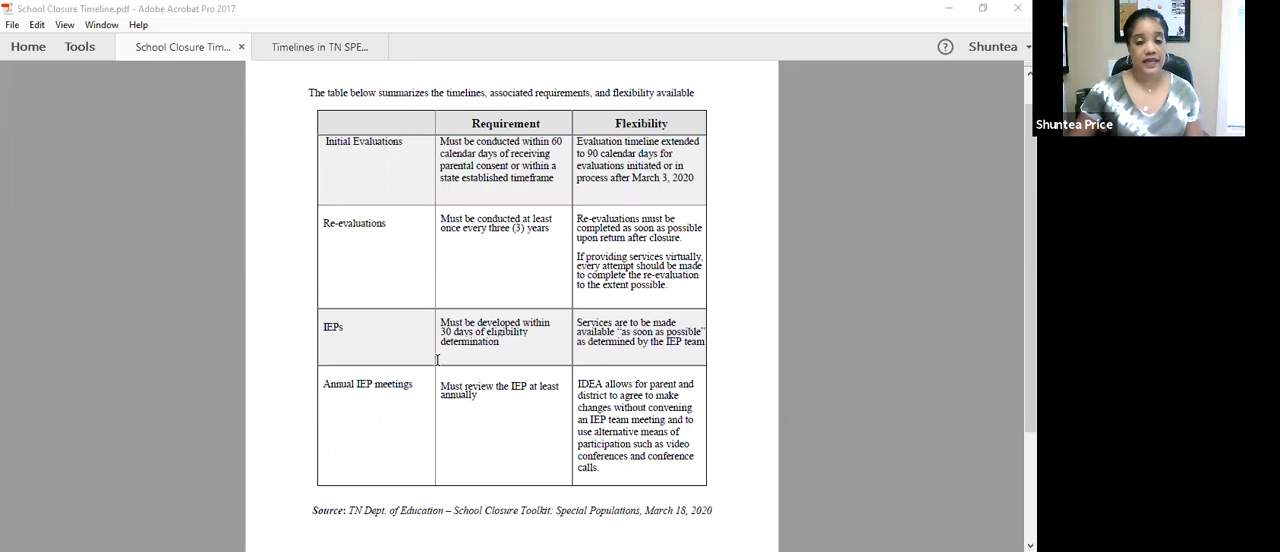 School Closure Timeline.pdf - Adobe Acrobat Pro 2017
File Edit View Window Help
Home Tools School Closure Tim... × Timelines in TN SPE... ? Shuntea
Shuntea Price
The table below summarizes the timelines, associated requirements, and flexibility available
Requirement Flexibility
Initial Evaluations
Must be conducted within 60
calendar days of receiving
parental consent or within a
state established timeframe
Evaluation timeline extended
to 90 calendar days for
evaluations initiated or in
process after March 3, 2020
Re-evaluations
Must be conducted at least
once every three (3) years
Re-evaluations must be
completed as soon as possible
upon return after closure.
If providing services virtually,
every attempt should be made
to complete the re-evaluation
to the extent possible.
IEPs
Must be developed within
30 days of eligibility
determination
Services are to be made
available "as soon as possible"
as determined by the IEP team
Annual IEP meetings
Must review the IEP at least
annually
IDEA allows for parent and
district to agree to make
changes without convening
an IEP team meeting and to
use alternative means of
participation such as video
conferences and conference
calls.
Source: TN Dept. of Education – School Closure Toolkit: Special Populations, March 18, 2020